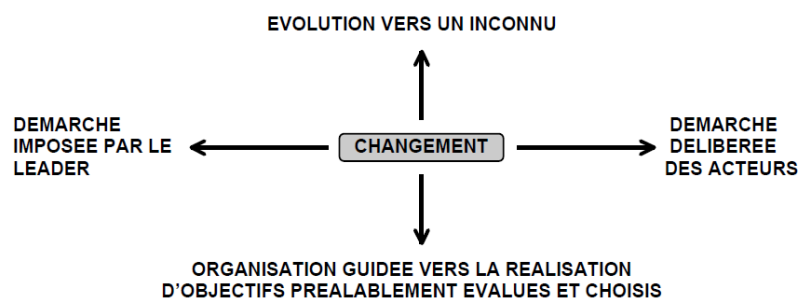 EVOLUTION VERS UN INCONNU
DEMARCHE
IMPOSEE PAR LE
LEADER
CHANGEMENT
DEMARCHE
DELIBEREE
DES ACTEURS
ORGANISATION GUIDEE VERS LA REALISATION
D'OBJECTIFS PREALABLEMENT EVALUES ET CHOISIS